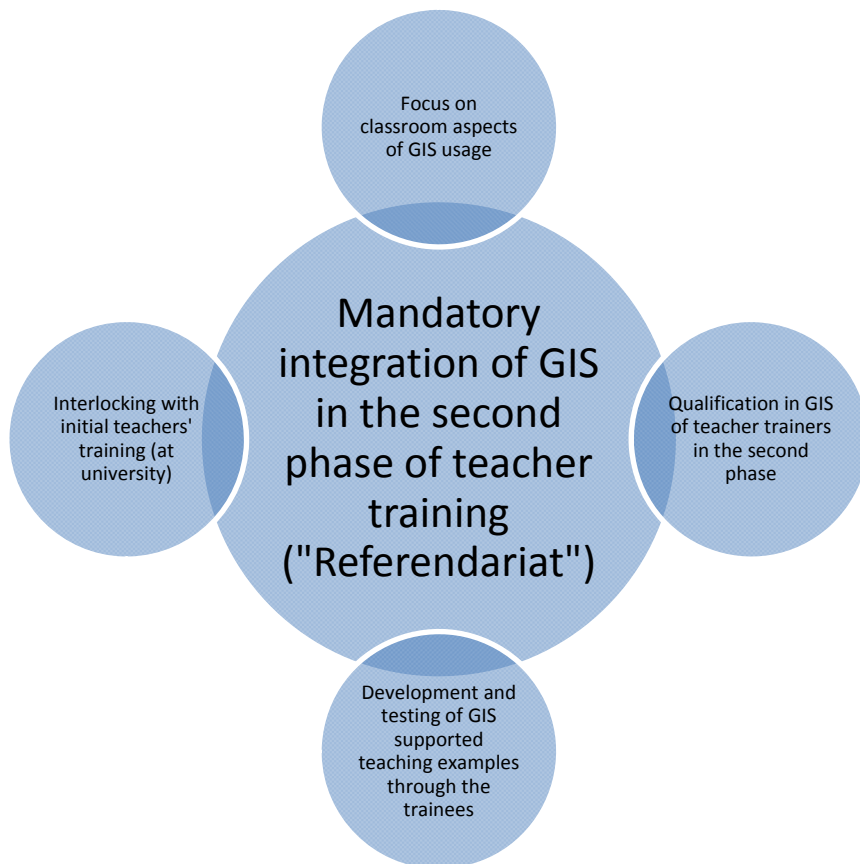 Focus on
classroom aspects
of GIS usage
Mandatory
integration of GIS
in the second
phase of teacher
training
("Referendariat")
Interlocking with
initial teachers'
training (at
university)
Qualification in GIS
of teacher trainers
in the second
phase
Development and
testing of GIS
supported
teaching examples
through the
trainees